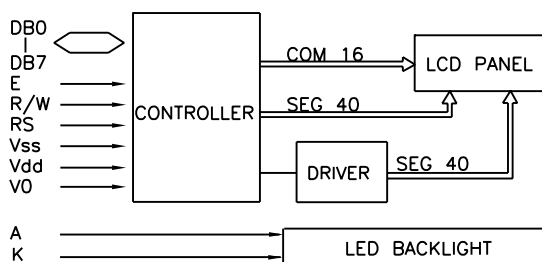 DB0
DB7
E
R/W
RS
Vss
Vdd
V0
CONTROLLER
COM 16
SEG 40
LCD PANEL
DRIVER
SEG 40
A
K
LED BACKLIGHT